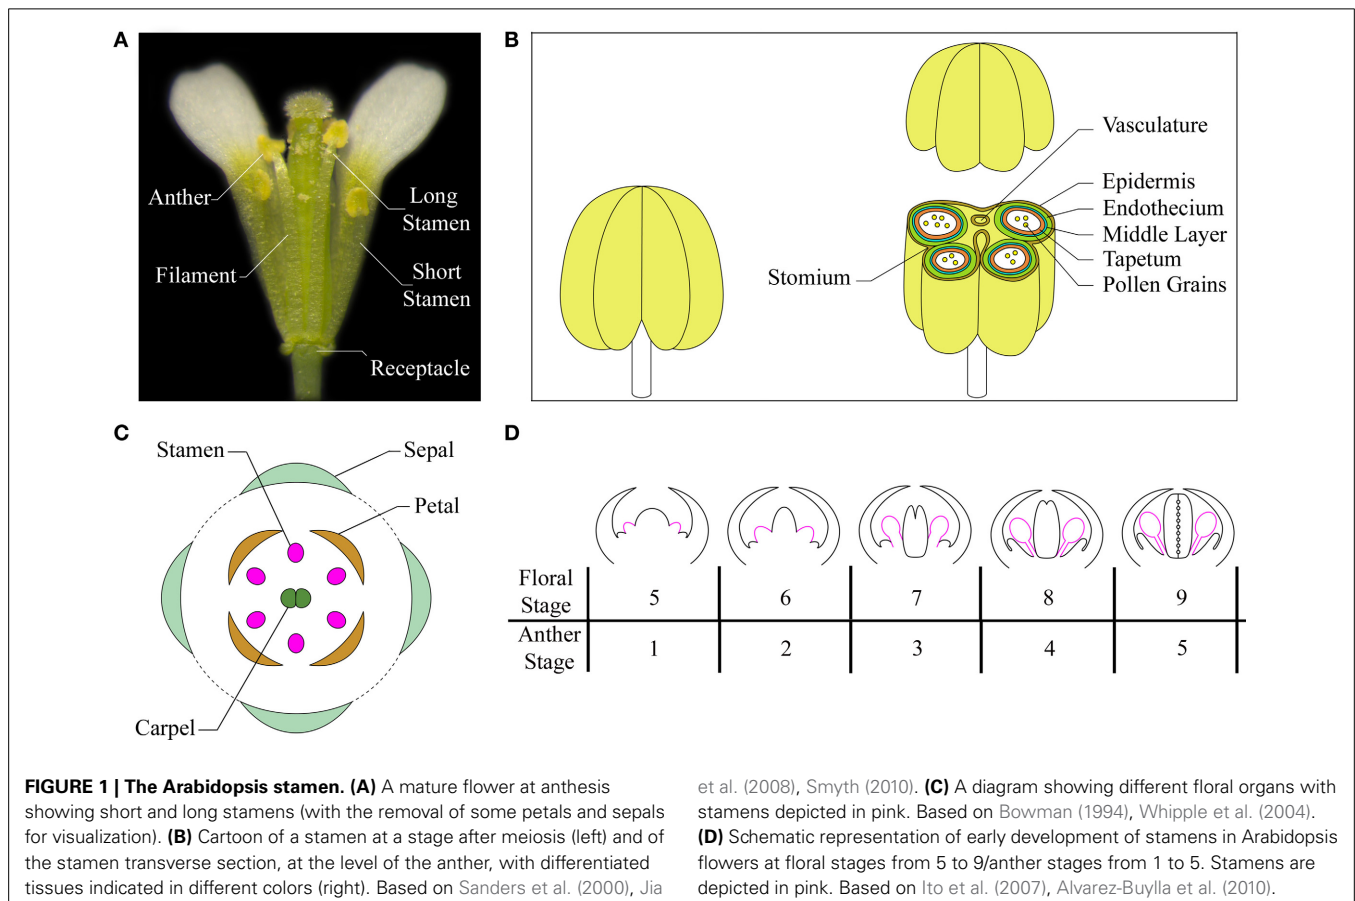 A
Anther
Filament
Long
Stamen
Short
Stamen
Receptacle
B
Vasculature
Epidermis
Endothecium
Middle Layer
Tapetum
Pollen Grains
Stomium
C
Stamen
Sepal
Petal
Carpel
D
Floral
Stage
5 6 7 8 9
Anther
Stage
1 2 3 4 5
FIGURE 1 | The Arabidopsis stamen. (A) A mature flower at anthesis
showing short and long stamens (with the removal of some petals and sepals
for visualization). (B) Cartoon of a stamen at a stage after meiosis (left) and of
the stamen transverse section, at the level of the anther, with differentiated
tissues indicated in different colors (right). Based on Sanders et al. (2000), Jia
et al. (2008), Smyth (2010). (C) A diagram showing different floral organs with
stamens depicted in pink. Based on Bowman (1994), Whipple et al. (2004).
(D) Schematic representation of early development of stamens in Arabidopsis
flowers at floral stages from 5 to 9/anther stages from 1 to 5. Stamens are
depicted in pink. Based on Ito et al. (2007), Alvarez-Buylla et al. (2010).